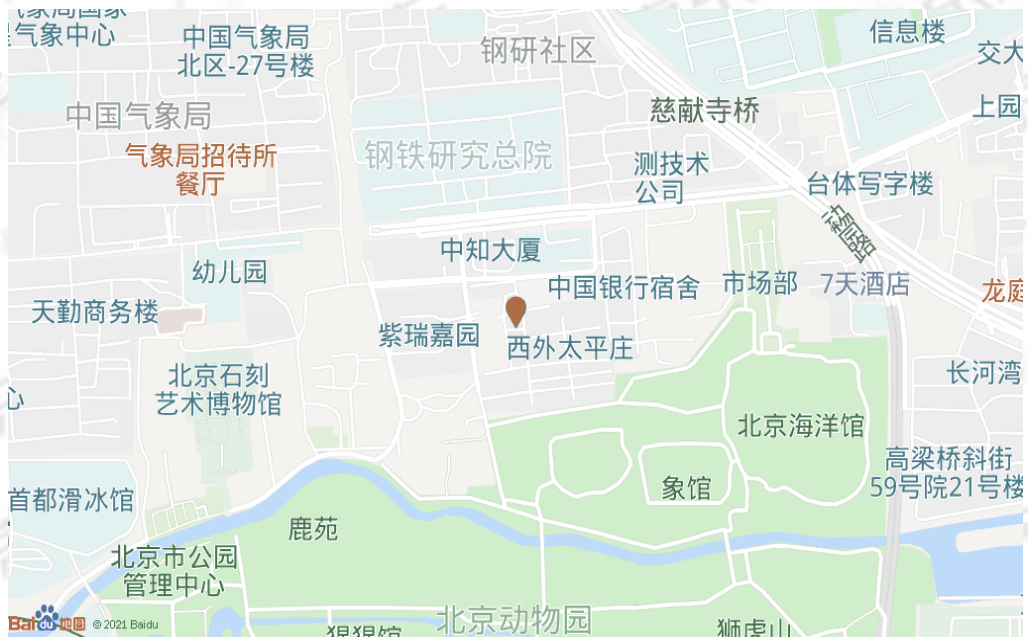 气象中心
中国气象局
北区-27号楼
钢研社区
信息楼
交大
中国气象局
慈献寺桥
上园
气象局招待所
餐厅
钢铁研究总院
测技术
公司
台体写字楼
中知大厦
幼儿园
中国银行宿舍
市场部
7天酒店
龙庭
天勤商务楼
紫瑞嘉园
西外太平庄
北京石刻
艺术博物馆
长河湾
心
北京海洋馆
高梁桥斜街
59号院21号楼
首都滑冰馆
象馆
鹿苑
北京市公园
管理中心
北京动物园
狮虎山
Bai du 地图 © 2021 Baidu